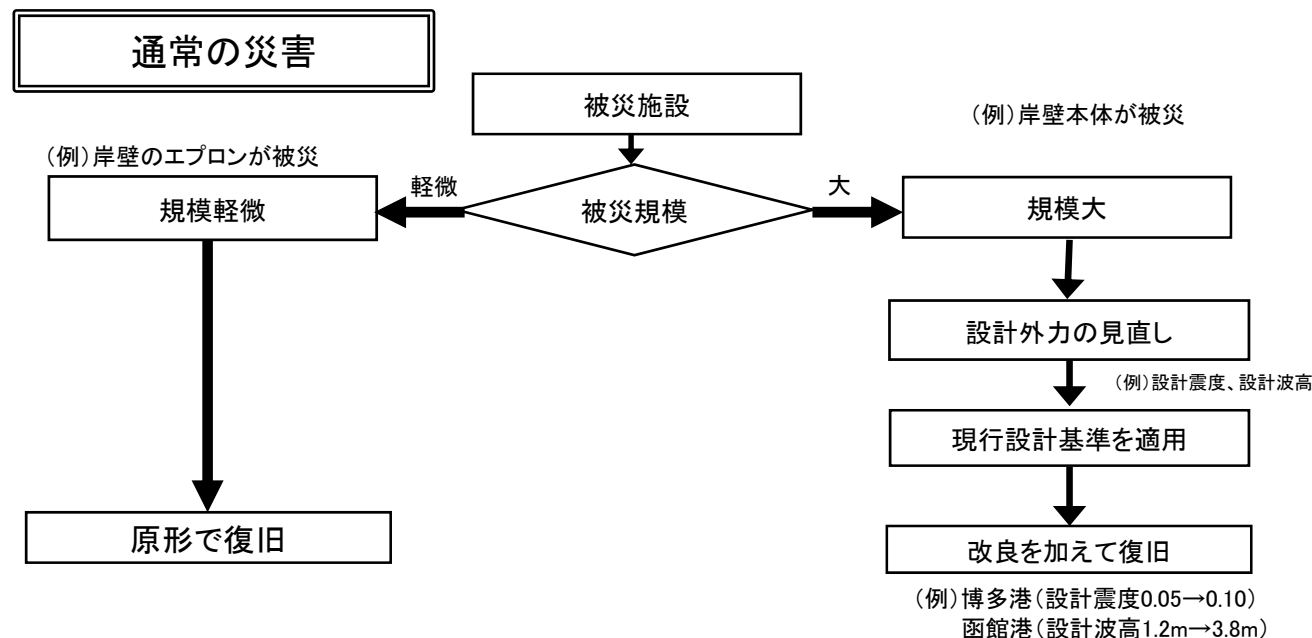 通常の災害
被災施設
(例)岸壁本体が被災
(例)岸壁のエプロンが被災
軽微
大
規模軽微
被災規模
規模大
設計外力の見直し
(例)設計震度、設計波高
現行設計基準を適用
原形で復旧
改良を加えて復旧
(例)博多港(設計震度0.05→0.10)
函館港(設計波高1.2m→3.8m)